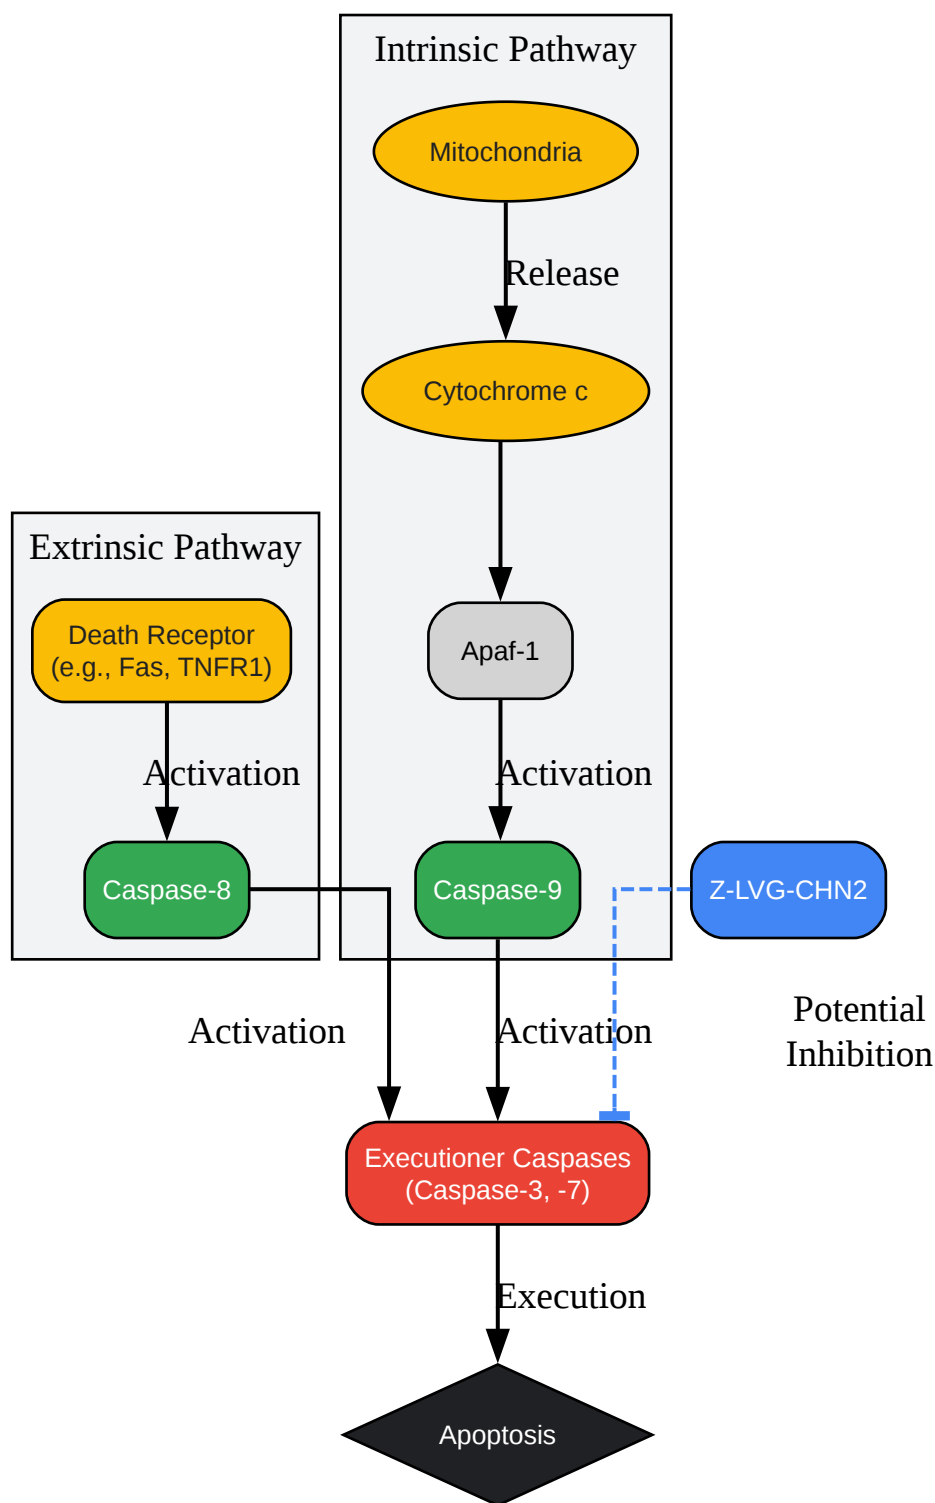 Intrinsic Pathway
Mitochondria
Release
Cytochrome c
Extrinsic Pathway
Death Receptor
(e.g., Fas, TNFR1)
Apaf-1
Activation
Activation
Caspase-8
Caspase-9
Z-LVG-CHN2
Activation
Activation
Potential
Inhibition
Executioner Caspases
(Caspase-3, -7)
Execution
Apoptosis